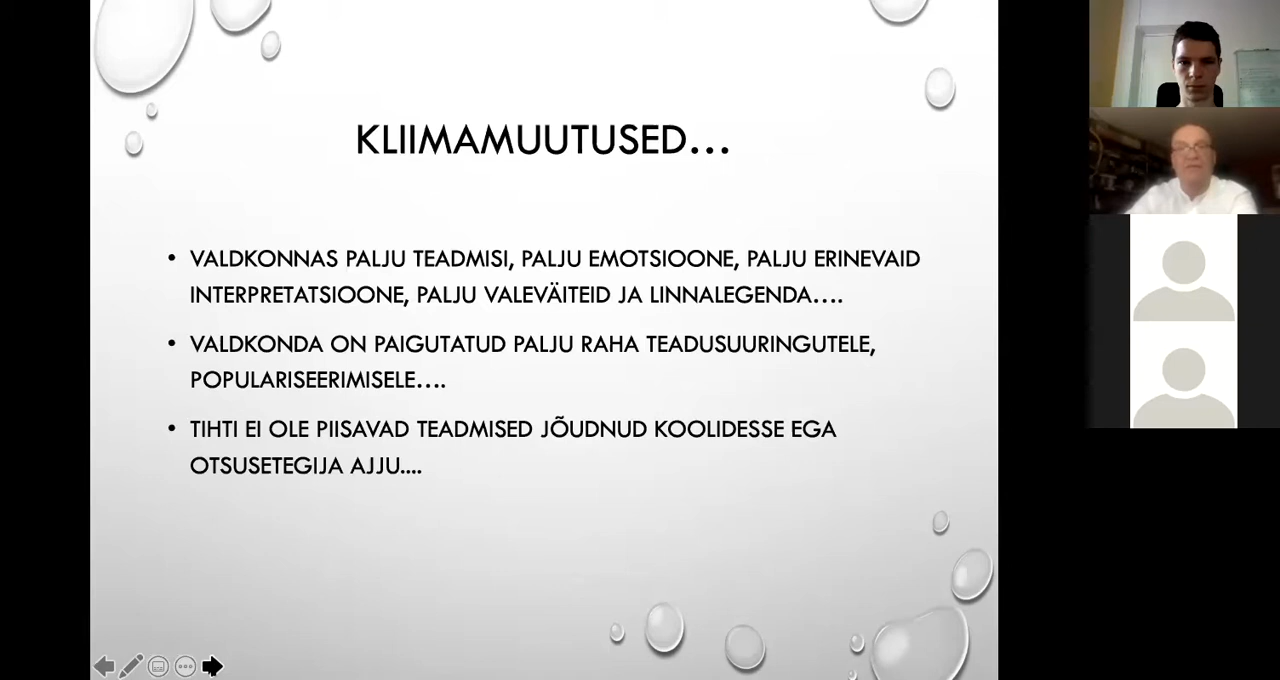 KLIIMAMUUTUSED...
• VALDKONNAS PALJU TEADMISI, PALJU EMOTSIOONE, PALJU ERINEVAID
INTERPRETATSIOONE, PALJU VALEVÄITEID JA LINNALEGENDA....
• VALDKONDA ON PAIGUTATUD PALJU RAHA TEADUSUURINGUTELE,
POPULARISEERIMISELE....
• TIHTI EI OLE PIISAVAD TEADMISED JÕUDNUD KOOLIDESSE EGA
OTSUSETEGIJA AJJU....